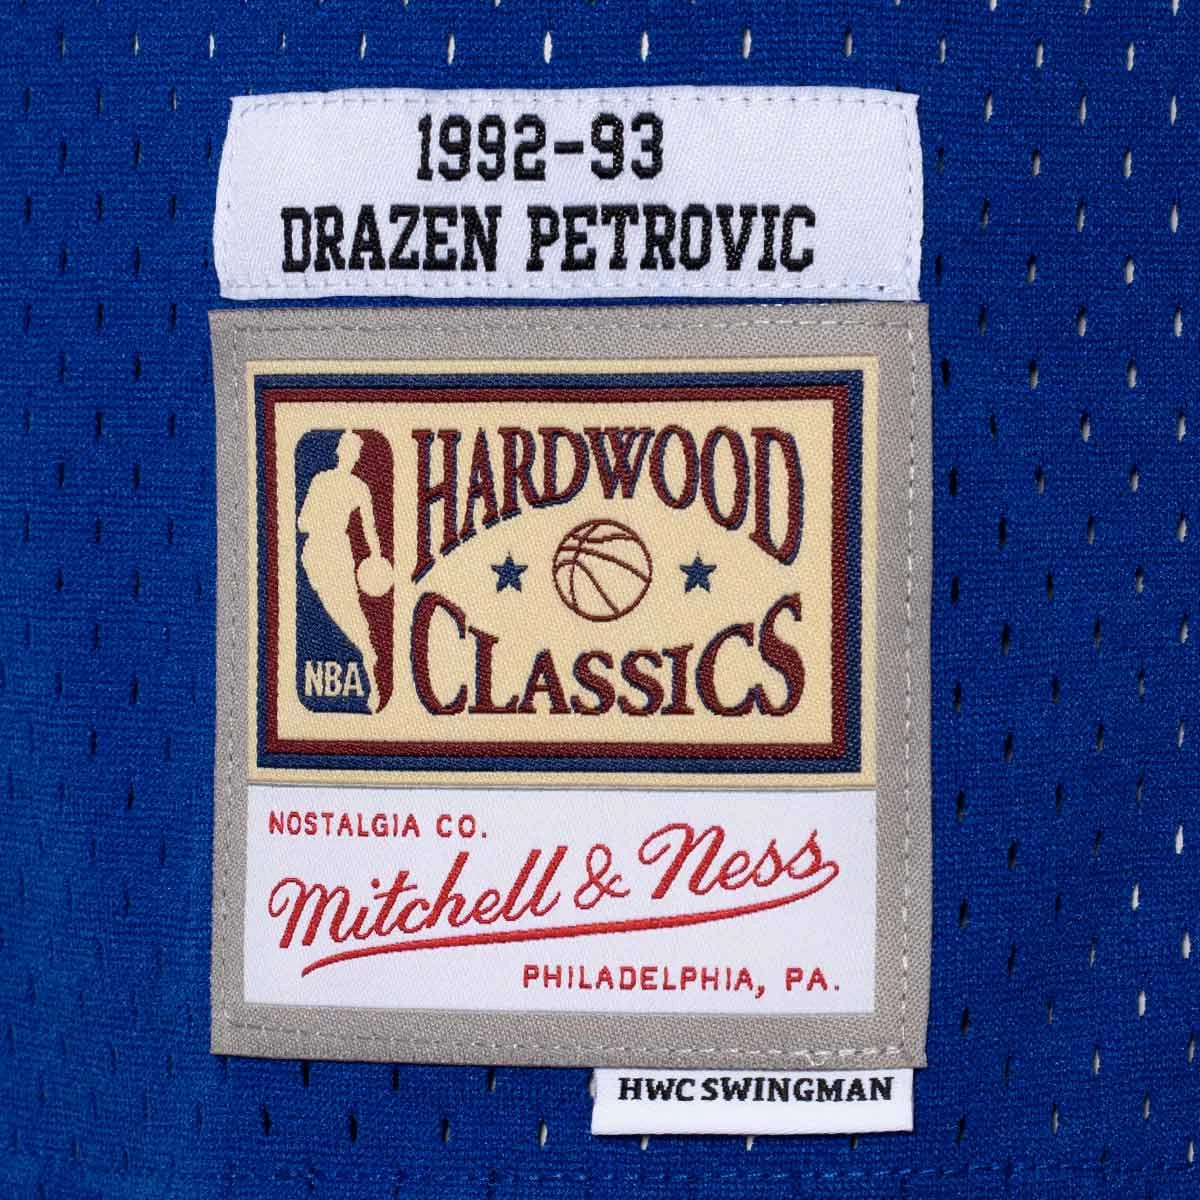 1992-93
DRAZEN PETROVIC
HARDWOOD
CLASSICS
NBA
NOSTALGIA CO.
Mitchell & Ness
PHILADELPHIA, PA.
HWC SWINGMAN